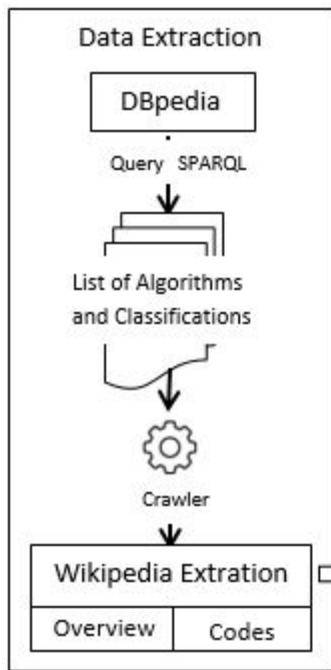 Data Extraction
DBpedia
Query SPARQL
List of Algorithms
and Classifications
Crawler
Wikipedia Extration
Overview
Codes